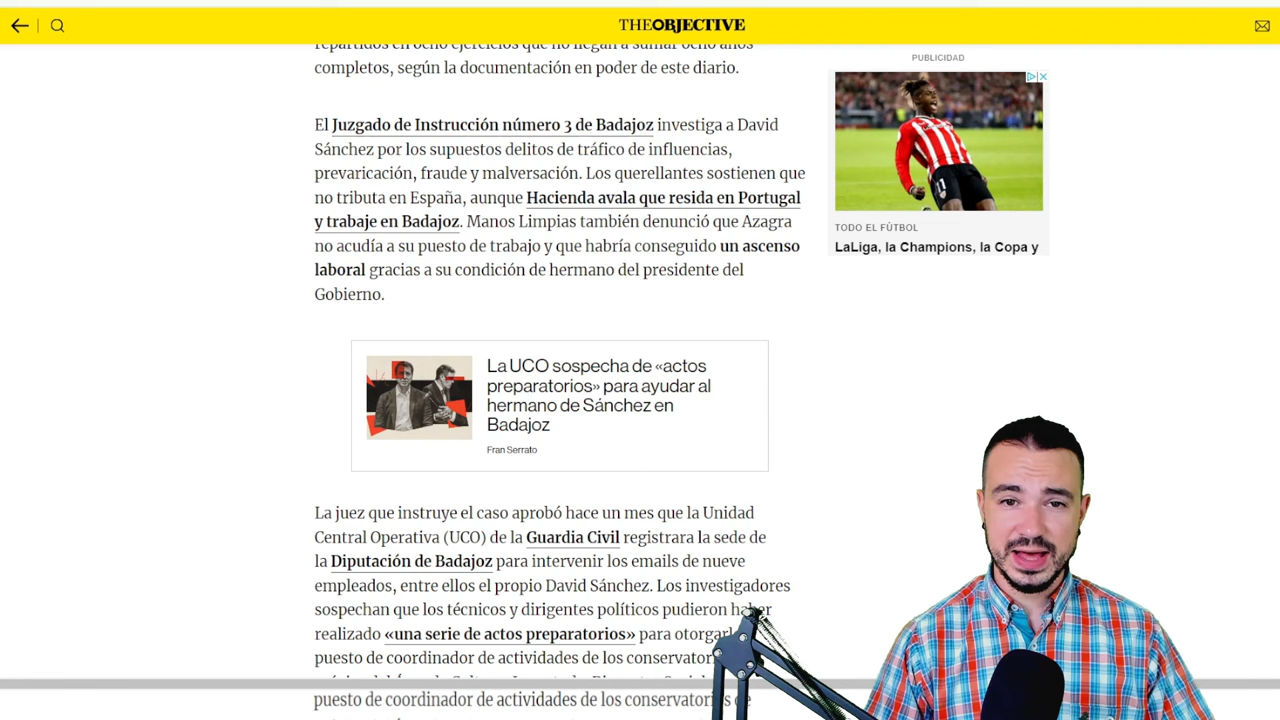 THE OBJECTIVE
repartidos en ocho ejercicios que no llegan a sumar ocho años
completos, según la documentación en poder de este diario.
PUBLICIDAD
El Juzgado de Instrucción número 3 de Badajoz investiga a David
Sánchez por los supuestos delitos de tráfico de influencias,
prevaricación, fraude y malversación. Los querellantes sostienen que
no tributa en España, aunque Hacienda avala que resida en Portugal
y trabaje en Badajoz. Manos Limpias también denunció que Azagra
no acudía a su puesto de trabajo y que habría conseguido un ascenso
laboral gracias a su condición de hermano del presidente del
Gobierno.
11
TODO EL FÚTBOL
LaLiga, la Champions, la Copa y
La UCO sospecha de «actos
preparatorios» para ayudar al
hermano de Sánchez en
Badajoz
Fran Serrato
La juez que instruye el caso aprobó hace un mes que la Unidad
Central Operativa (UCO) de la Guardia Civil registrara la sede de
la Diputación de Badajoz para intervenir los emails de nueve
empleados, entre ellos el propio David Sánchez. Los investigadores
sospechan que los técnicos y dirigentes políticos pudieron haber
realizado «una serie de actos preparatorios» para otorgar
puesto de coordinador de actividades de los conservator
puesto de coordinador de actividades de los conservatorios de